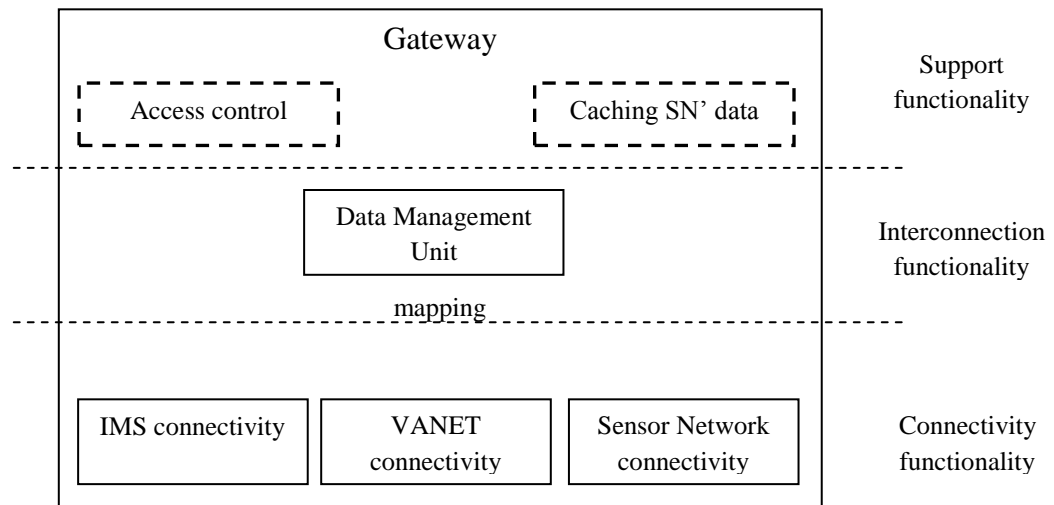 Gateway
Support
functionality
Access control
Caching SN’ data
Data Management
Unit
Interconnection
functionality
mapping
IMS connectivity
VANET
connectivity
Sensor Network
connectivity
Connectivity
functionality